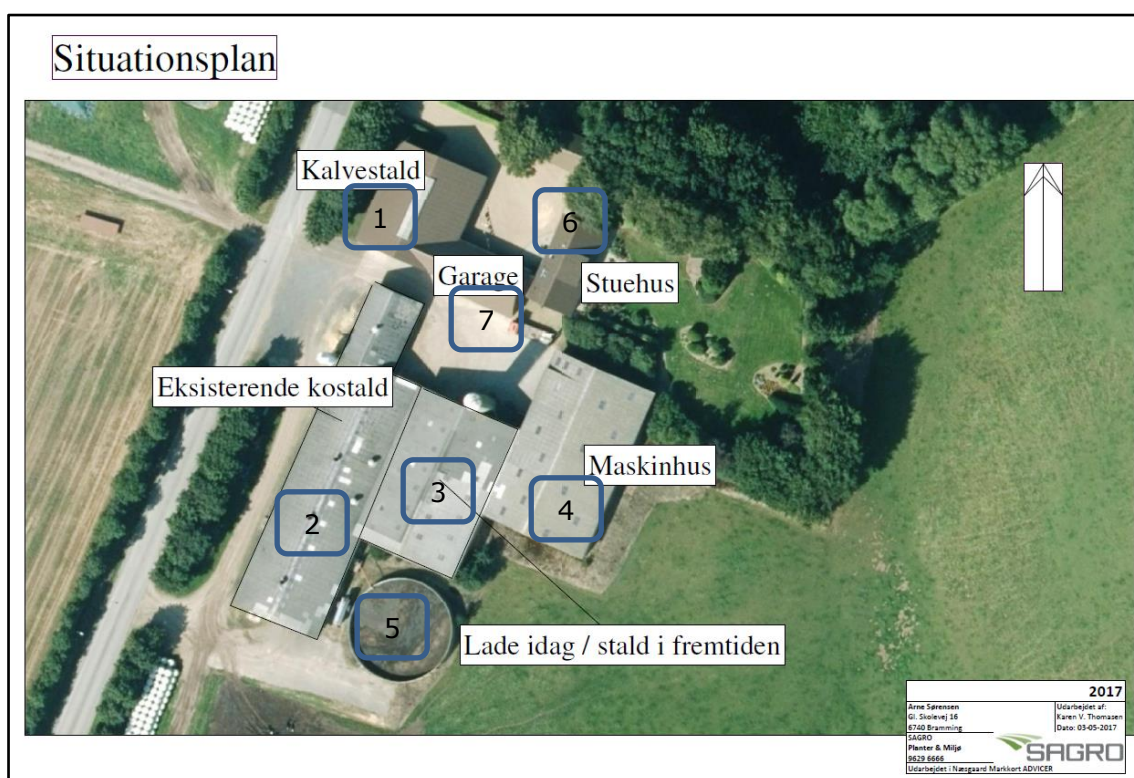 Situationsplan
Kalvestald
1
6
Garage
Stuehus
7
Eksisterende kostald
Maskinhus
3
4
2
5
Lade idag / stald i fremtiden
2017
Arne Sørensen
Gl. Skolevej 16
6740 Bramming
SAGRO
Planter & Miljø
9629 6666
Udarbejdet af:
Karen V. Thomasen
Dato: 03-05-2017
SAGRO
Udarbejdet i Næsgaard Markkort ADVICER